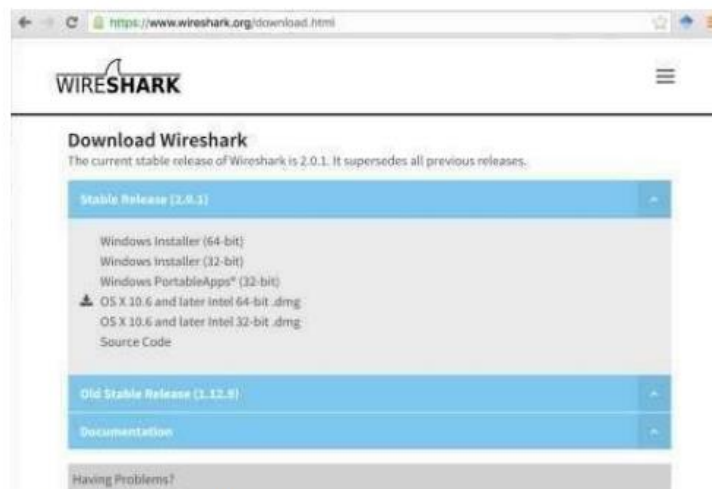 https://www.wireshark.org/download.html
WIRESHARK
Download Wireshark
The current stable release of Wireshark is 2.0.1. It supersedes all previous releases.
Stable Release (2.0.1)
Windows Installer (64-bit)
Windows Installer (32-bit)
Windows PortableApps® (32-bit)
OS X 10.6 and later Intel 64-bit .dmg
OS X 10.6 and later Intel 32-bit .dmg
Source Code
Old Stable Release (1.12.9)
Documentation
Having Problems?